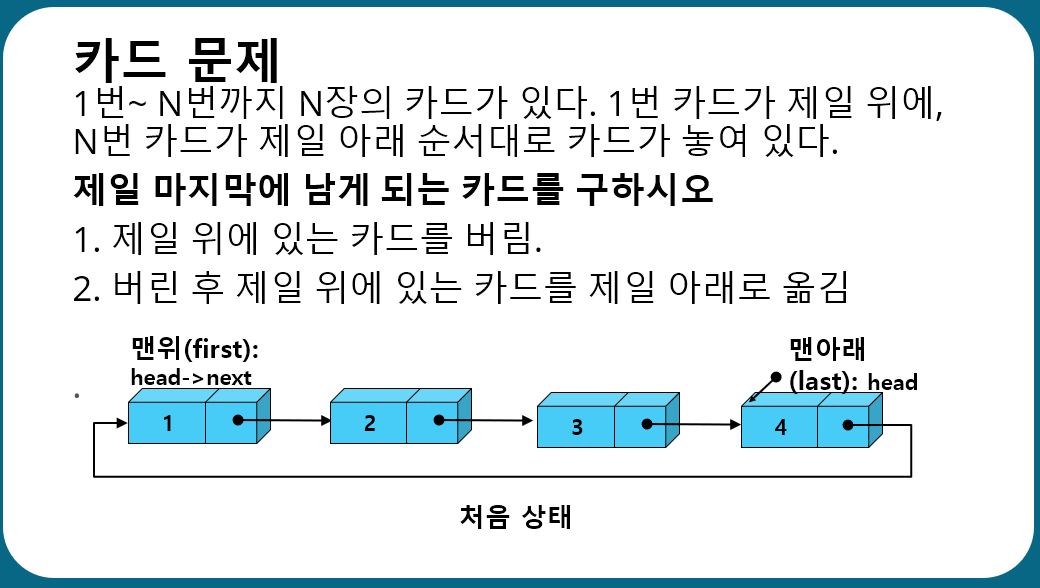 카드 문제
1번~ N번까지 N장의 카드가 있다. 1번 카드가 제일 위에,
N번 카드가 제일 아래 순서대로 카드가 놓여 있다.
제일 마지막에 남게 되는 카드를 구하시오
1. 제일 위에 있는 카드를 버림.
2. 버린 후 제일 위에 있는 카드를 제일 아래로 옮김
맨위(first):
head->next
맨아래
(last): head
1
2
3
4
처음 상태